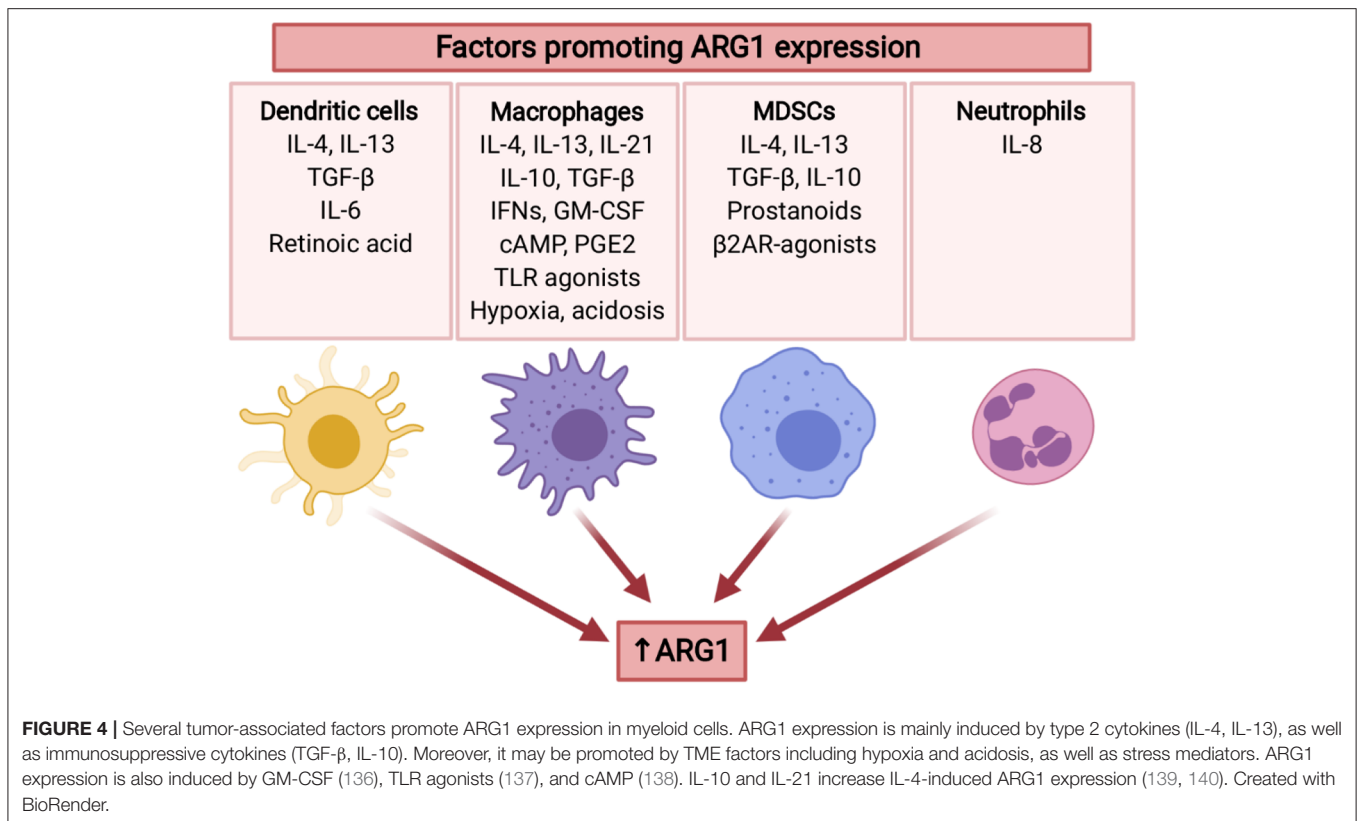 Factors promoting ARG1 expression
Dendritic cells
IL-4, IL-13
TGF-β
IL-6
Retinoic acid
Macrophages
IL-4, IL-13, IL-21
IL-10, TGF-β
IFNs, GM-CSF
cAMP, PGE2
TLR agonists
Hypoxia, acidosis
MDSCs
IL-4, IL-13
TGF-β, IL-10
Prostanoids
β2AR-agonists
Neutrophils
IL-8
↑ARG1
FIGURE 4 | Several tumor-associated factors promote ARG1 expression in myeloid cells. ARG1 expression is mainly induced by type 2 cytokines (IL-4, IL-13), as well
as immunosuppressive cytokines (TGF-β, IL-10). Moreover, it may be promoted by TME factors including hypoxia and acidosis, as well as stress mediators. ARG1
expression is also induced by GM-CSF (136), TLR agonists (137), and cAMP (138). IL-10 and IL-21 increase IL-4-induced ARG1 expression (139, 140). Created with
BioRender.